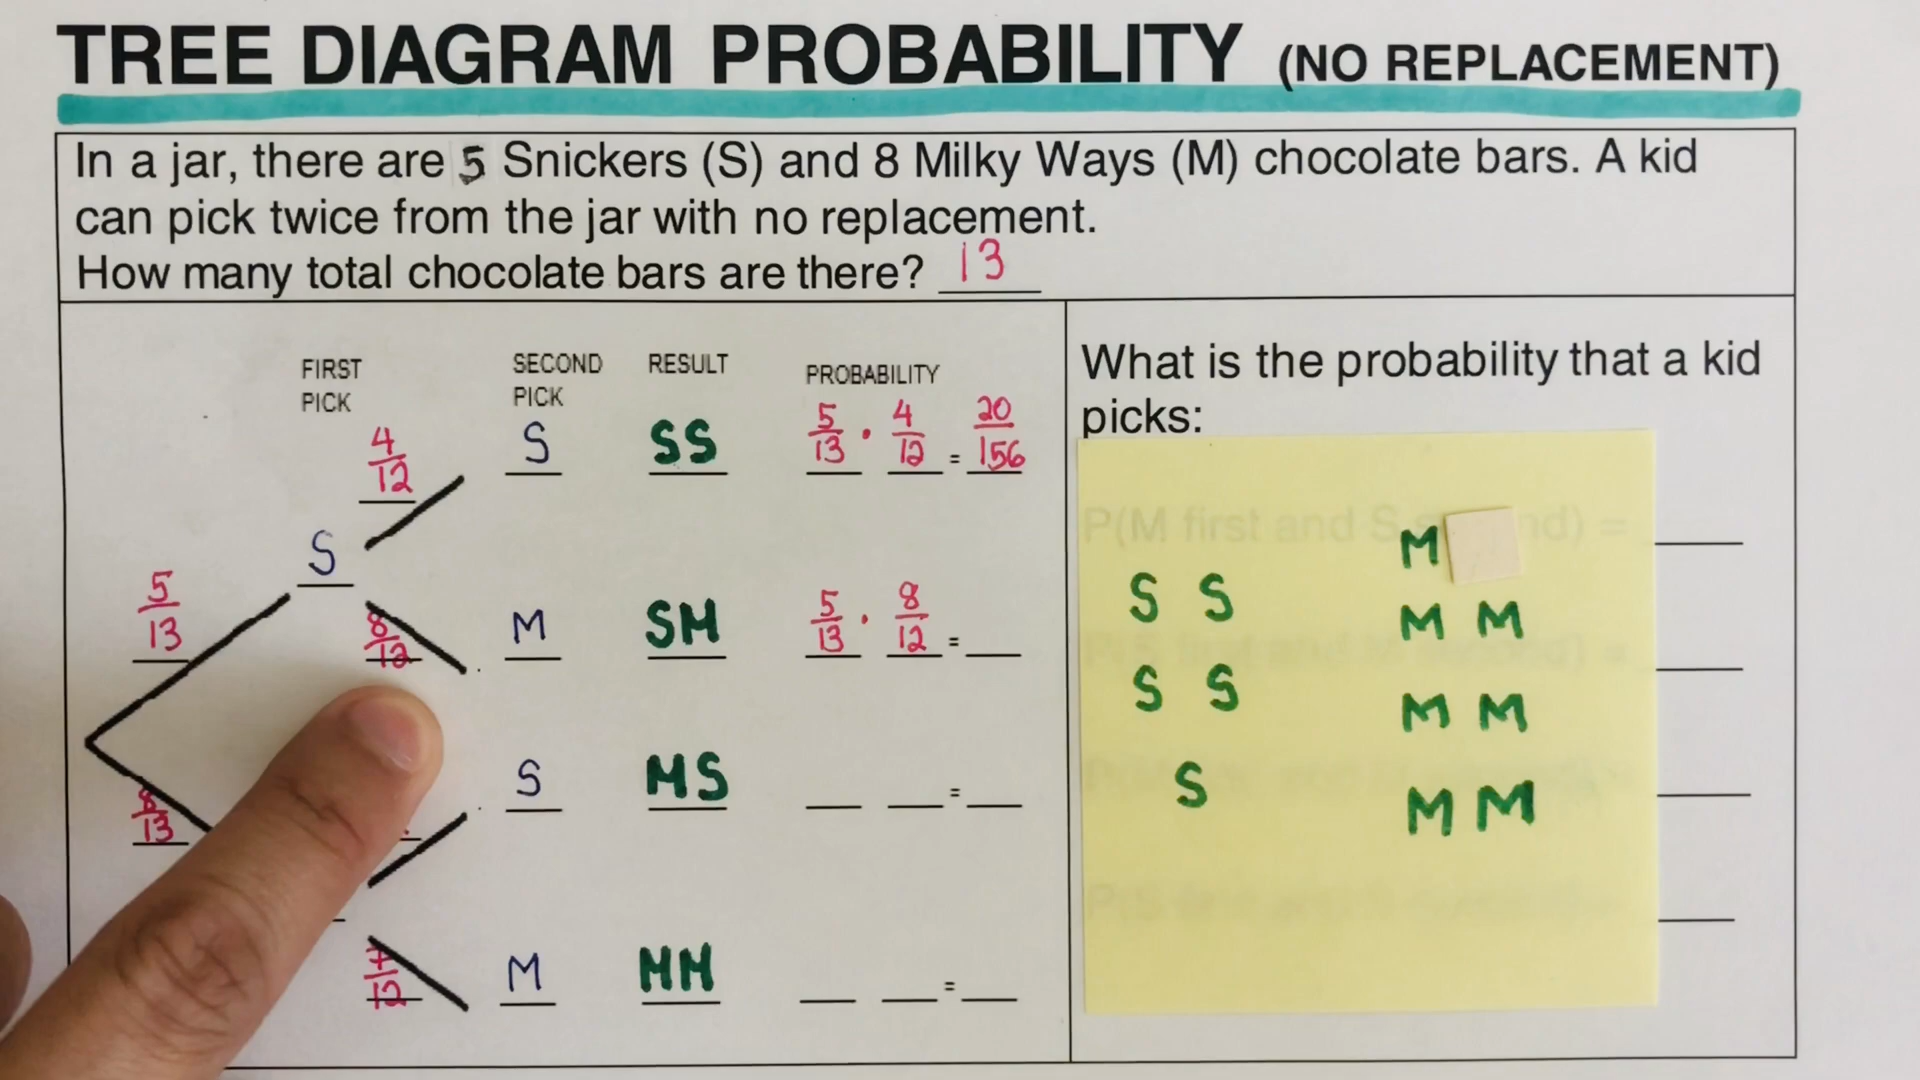 TREE DIAGRAM PROBABILITY (NO REPLACEMENT)
In a jar, there are 5 Snickers (S) and 8 Milky Ways (M) chocolate bars. A kid
can pick twice from the jar with no replacement.
How many total chocolate bars are there? 13
FIRST
PICK
SECOND
PICK
RESULT
PROBABILITY
5/13
S
4/12
S
SS
5/13 · 4/12 = 20/156
8/12
M
SM
5/13 · 8/12 =
8/13
S
MS
=
7/12
M
MM
=
What is the probability that a kid
picks:
P(M first and S
nd) =
M
S S
M M
S S
M M
S
M M